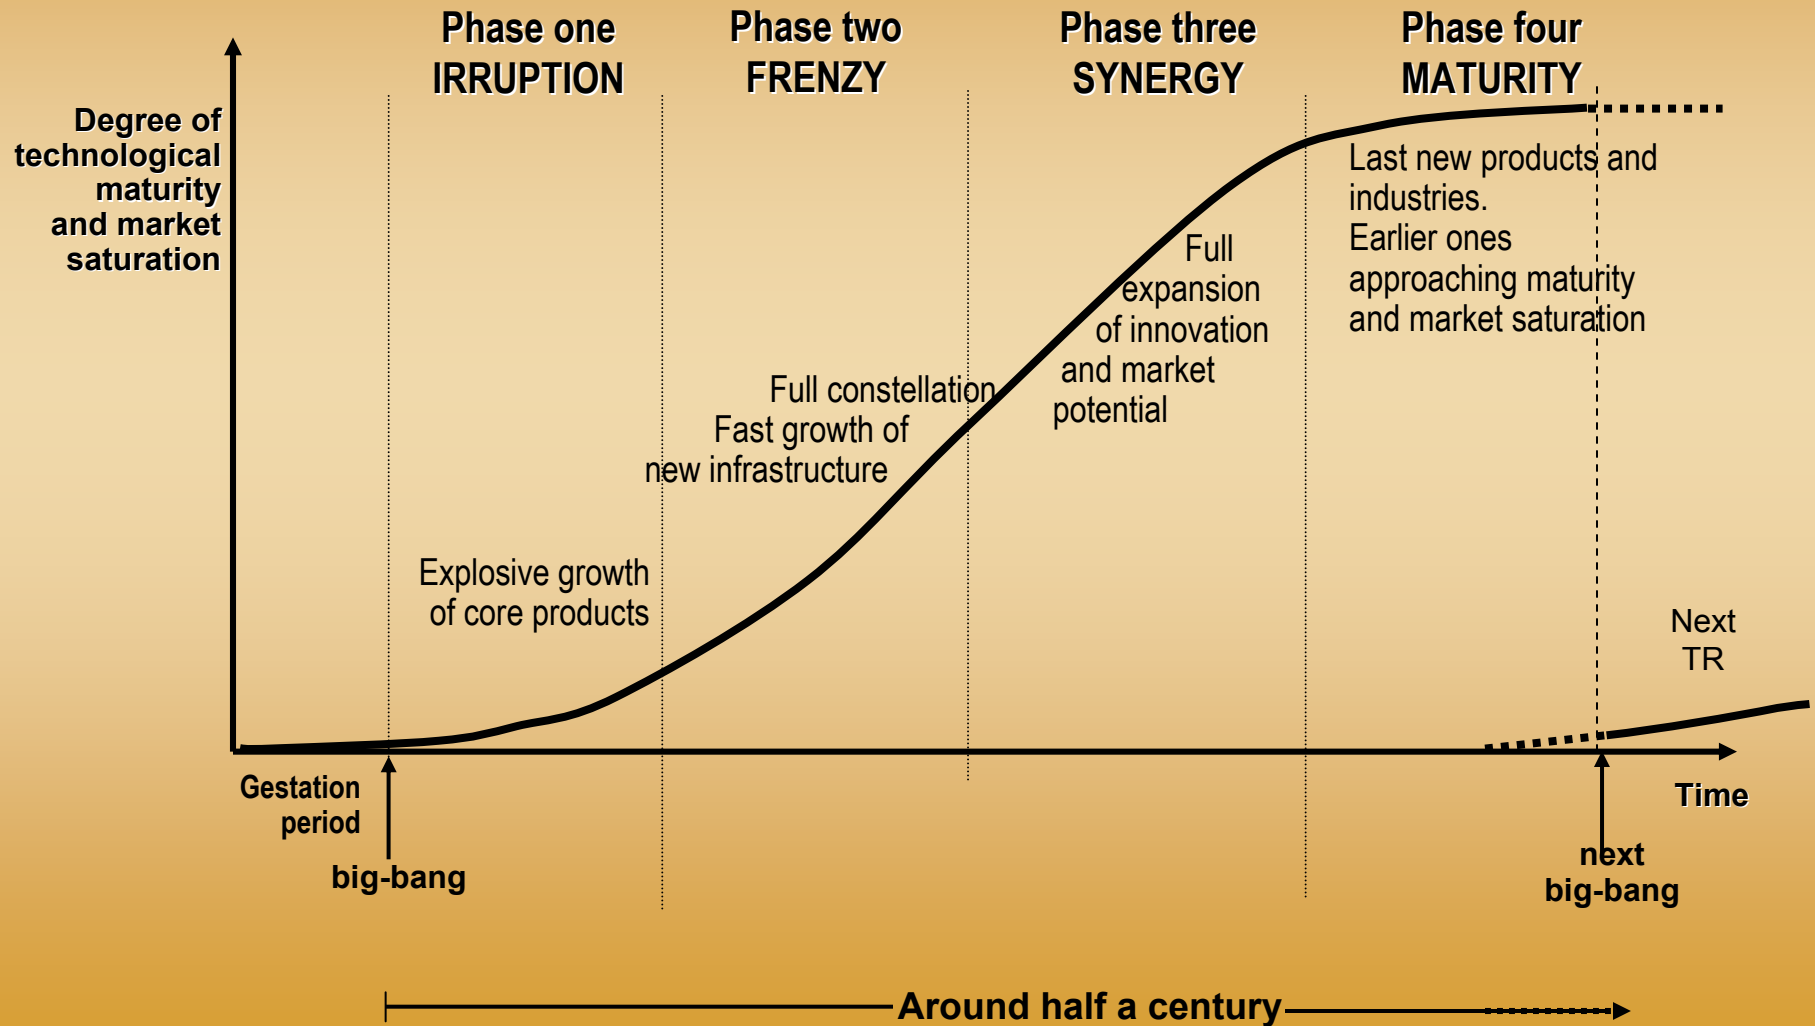 Phase one
IRRUPTION
Phase two
FRENZY
Phase three
SYNERGY
Phase four
MATURITY
Degree of
technological
maturity
and market
saturation
Last new products and
industries.
Earlier ones
approaching maturity
and market saturation
Full
expansion
of innovation
and market
potential
Full constellation
Fast growth of
new infrastructure
Explosive growth
of core products
Next
TR
Gestation
period
Time
big-bang
next
big-bang
Around half a century